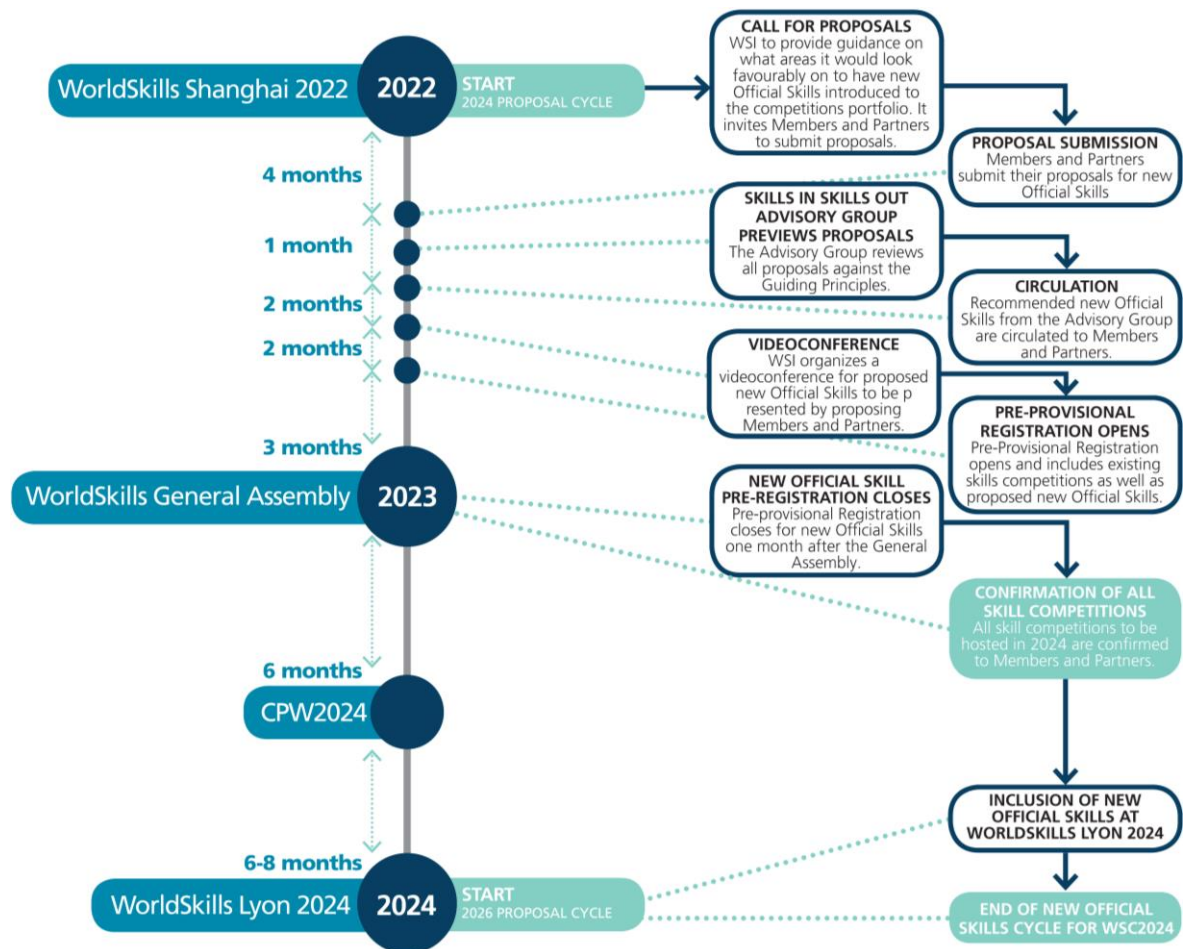 WorldSkills Shanghai 2022
2022
START
2024 PROPOSAL CYCLE
CALL FOR PROPOSALS
WSI to provide guidance on
what areas it would look
favourably on to have new
Official Skills introduced to
the competitions portfolio. It
invites Members and Partners
to submit proposals.
4 months
PROPOSAL SUBMISSION
Members and Partners
submit their proposals for new
Official Skills
1 month
SKILLS IN SKILLS OUT
ADVISORY GROUP
PREVIEWS PROPOSALS
The Advisory Group reviews
all proposals against the
Guiding Principles.
2 months
CIRCULATION
Recommended new Official
Skills from the Advisory Group
are circulated to Members
and Partners.
2 months
VIDEOCONFERENCE
WSI organizes a
videoconference for proposed
new Official Skills to be p
resented by proposing
Members and Partners.
PRE-PROVISIONAL
REGISTRATION OPENS
Pre-Provisional Registration
opens and includes existing
skills competitions as well as
proposed new Official Skills.
3 months
WorldSkills General Assembly
2023
NEW OFFICIAL SKILL
PRE-REGISTRATION CLOSES
Pre-provisional Registration
closes for new Official Skills
one month after the General
Assembly.
CONFIRMATION OF ALL
SKILL COMPETITIONS
All skill competitions to be
hosted in 2024 are confirmed
to Members and Partners.
6 months
CPW2024
INCLUSION OF NEW
OFFICIAL SKILLS AT
WORLDSKILLS LYON 2024
6-8 months
WorldSkills Lyon 2024
2024
START
2026 PROPOSAL CYCLE
END OF NEW OFFICIAL
SKILLS CYCLE FOR WSC2024